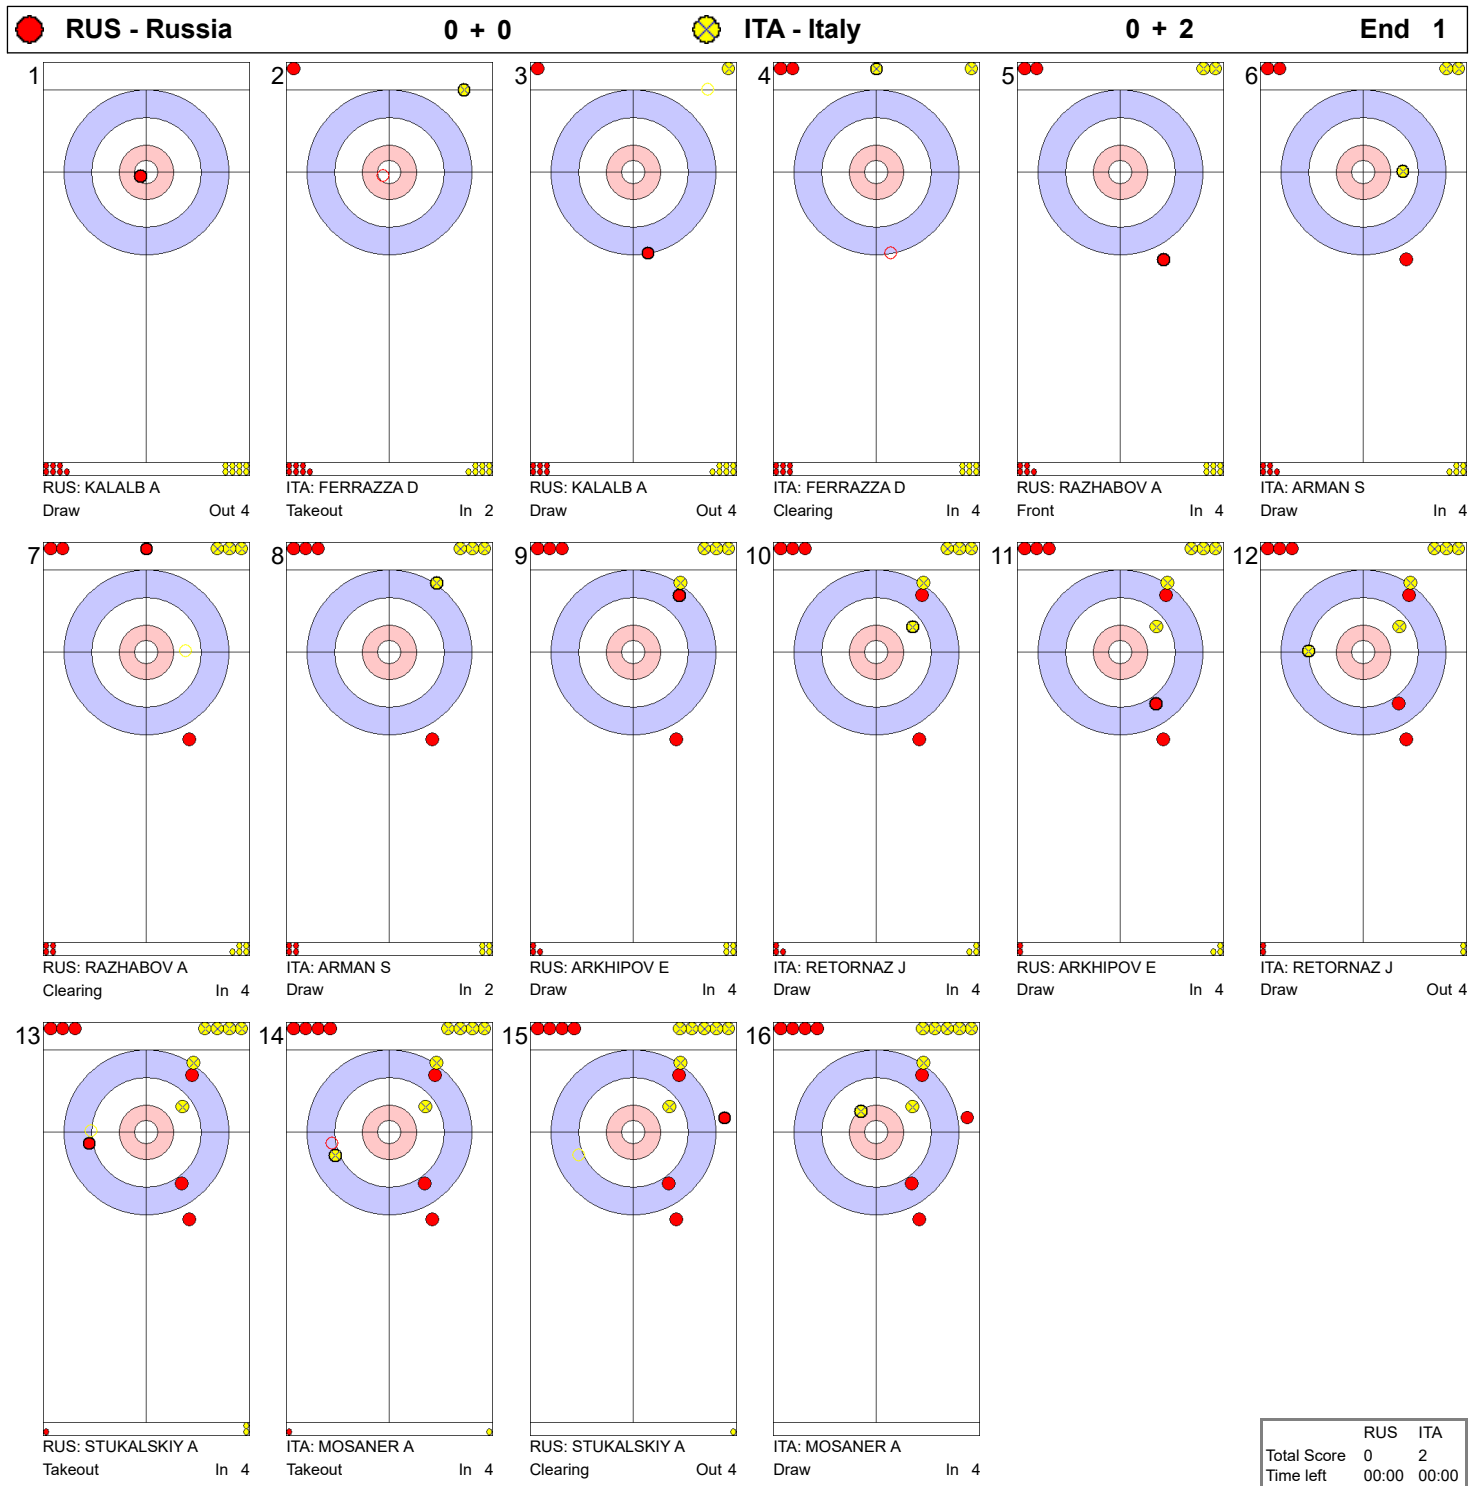 RUS - Russia 0 + 0 ITA - Italy 0 + 2 End 1
1 2 3 4 5 6
RUS: KALALB A ITA: FERRAZZA D RUS: KALALB A ITA: FERRAZZA D RUS: RAZHABOV A ITA: ARMAN S
Draw Out 4 Takeout In 2 Draw Out 4 Clearing In 4 Front In 4 Draw In 4
7 8 9 10 11 12
RUS: RAZHABOV A ITA: ARMAN S RUS: ARKHIPOV E ITA: RETORNAZ J RUS: ARKHIPOV E ITA: RETORNAZ J
Clearing In 4 Draw In 2 Draw In 4 Draw In 4 Draw In 4 Draw Out 4
13 14 15 16
RUS: STUKALSKIY A ITA: MOSANER A RUS: STUKALSKIY A ITA: MOSANER A
Takeout In 4 Takeout In 4 Clearing Out 4 Draw In 4
RUS ITA
Total Score 0 2
Time left 00:00 00:00